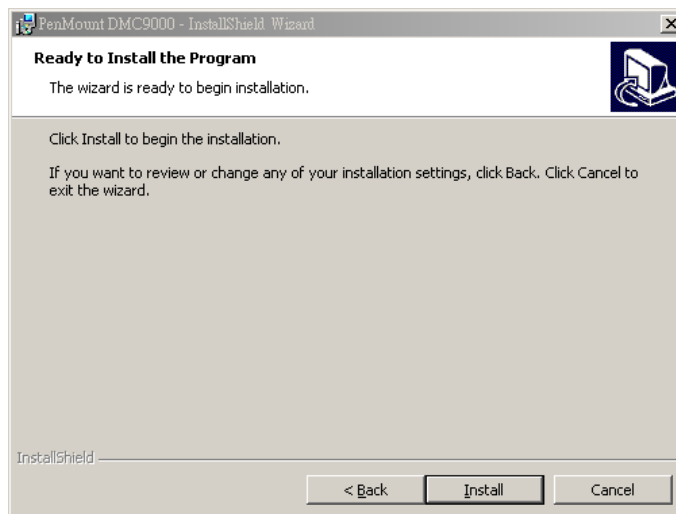 PenMount DMC9000 - InstallShield Wizard
Ready to Install the Program
The wizard is ready to begin installation.
Click Install to begin the installation.
If you want to review or change any of your installation settings, click Back. Click Cancel to
exit the wizard.
InstallShield
< Back Install Cancel